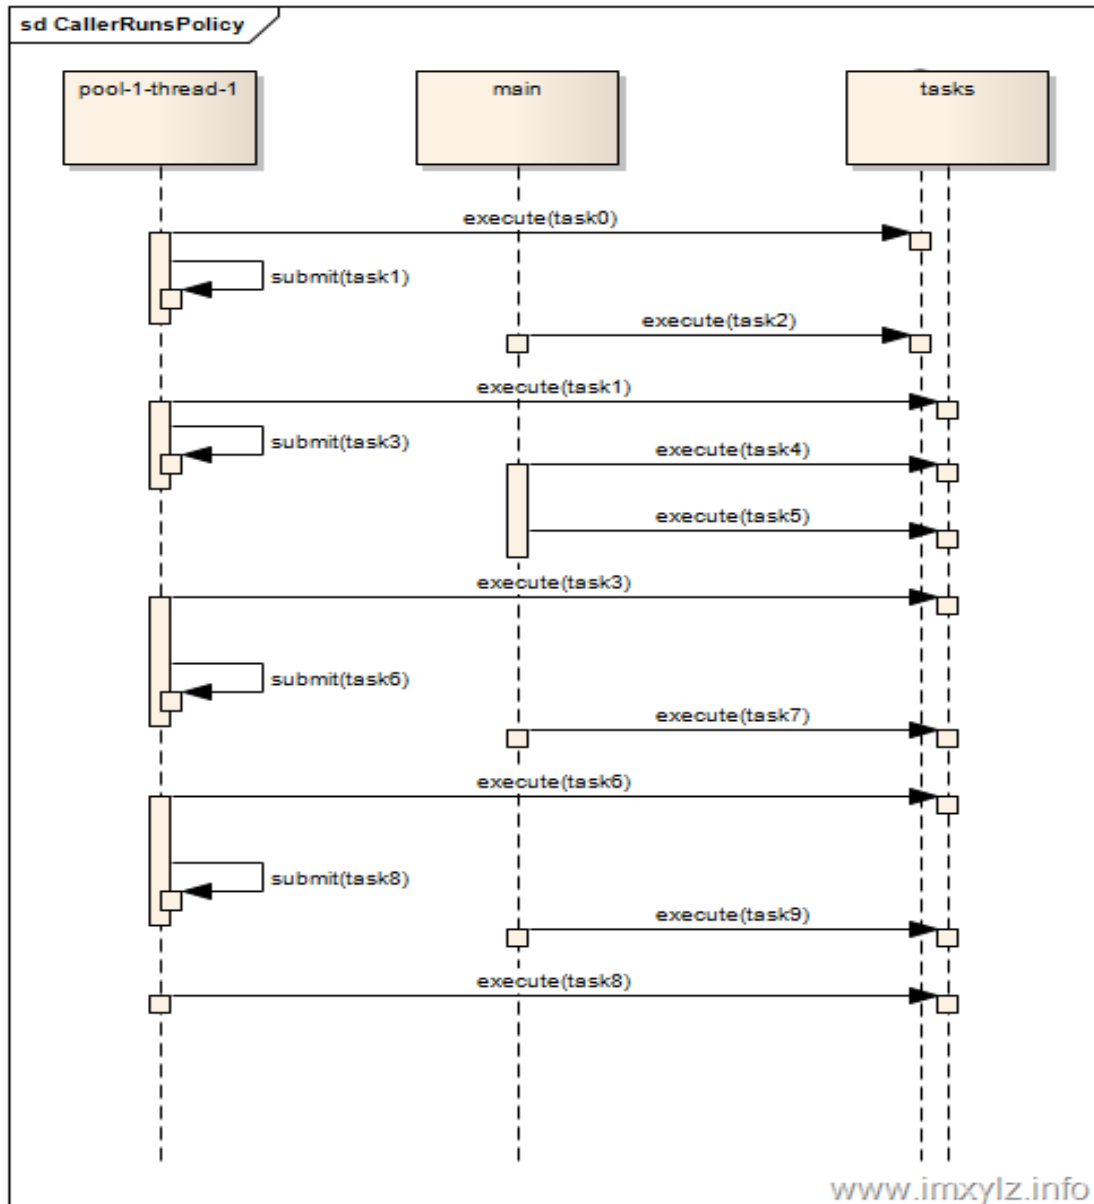 sd CallerRunsPolicy
pool-1-thread-1
main
tasks
execute(task0)
submit(task1)
execute(task2)
execute(task1)
submit(task3)
execute(task4)
execute(task5)
execute(task3)
submit(task6)
execute(task7)
execute(task6)
submit(task8)
execute(task9)
execute(task8)
www.imxylz.info